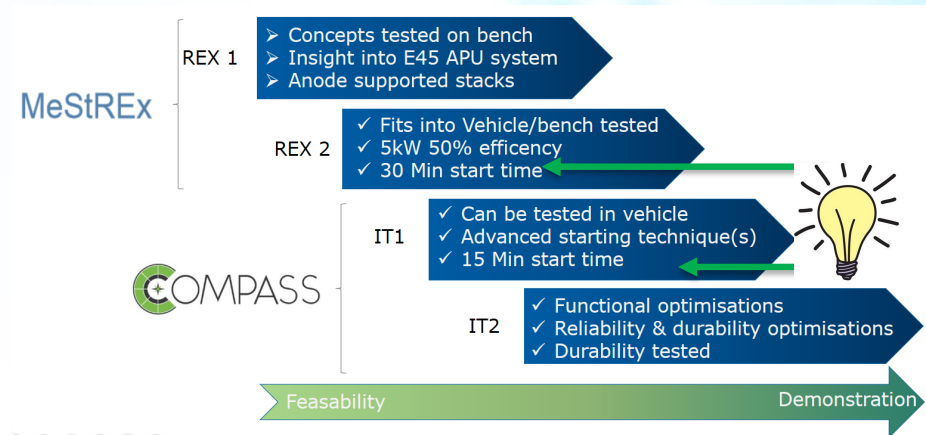 REX 1
Concepts tested on bench
Insight into E45 APU system
Anode supported stacks
MeStREx
REX 2
Fits into Vehicle/bench tested
5kW 50% efficency
30 Min start time
IT1
Can be tested in vehicle
Advanced starting technique(s)
15 Min start time
COMPASS
IT2
Functional optimisations
Reliability & durability optimisations
Durability tested
Feasability
Demonstration